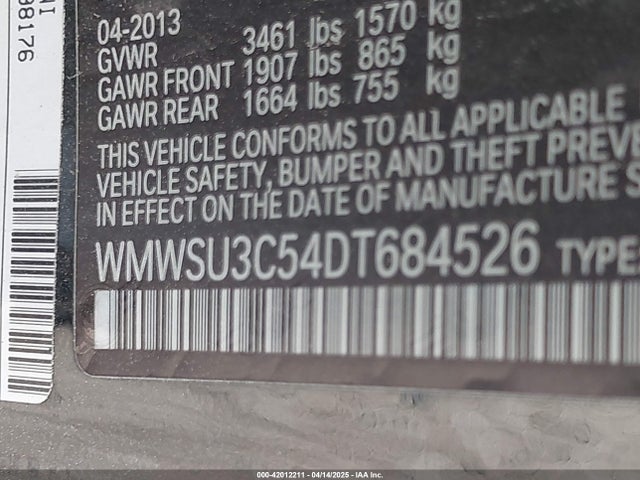 04-2013
GVWR 3461 lbs 1570 kg
GAWR FRONT 1907 lbs 865 kg
GAWR REAR 1664 lbs 755 kg
THIS VEHICLE CONFORMS TO ALL APPLICABLE
VEHICLE SAFETY, BUMPER AND THEFT PREVE
IN EFFECT ON THE DATE OF MANUFACTURE S
WMWSU3C54DT684526 TYPE:
98176
000-42012211 - 04/14/2025 - IAA Inc.